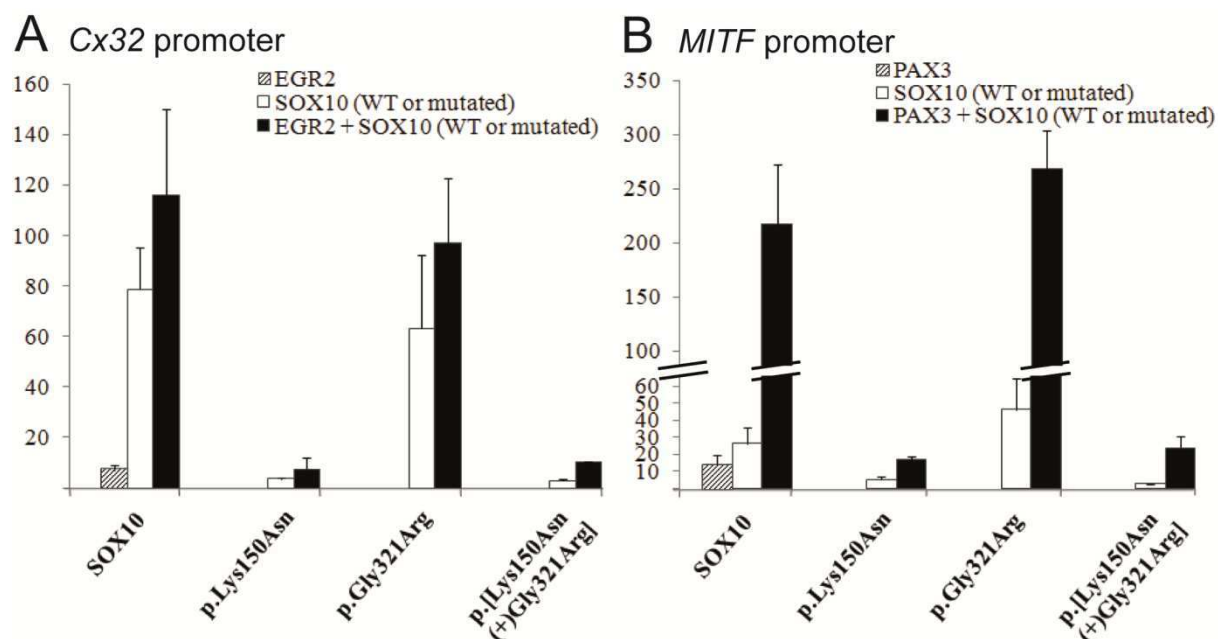 A Cx32 promoter
160
140
120
100
80
60
40
20
EGR2
SOX10 (WT or mutated)
EGR2 + SOX10 (WT or mutated)
SOX10
p.Lys150Asn
p.Gly321Arg
p.[Lys150Asn
(+)Gly321Arg]
B MITF promoter
350
300
250
200
150
100
60
50
40
30
20
10
PAX3
SOX10 (WT or mutated)
PAX3 + SOX10 (WT or mutated)
SOX10
p.Lys150Asn
p.Gly321Arg
p.[Lys150Asn
(+)Gly321Arg]